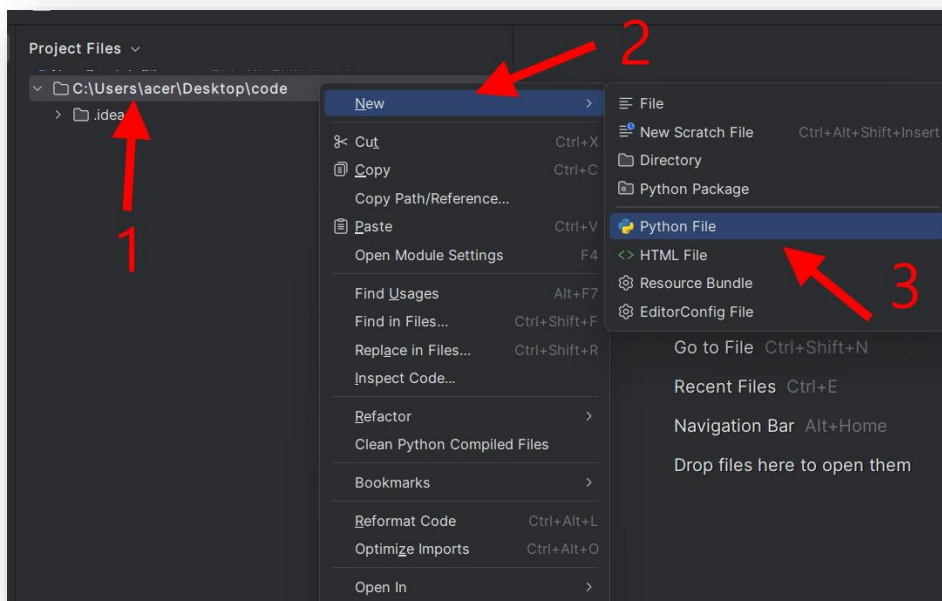 Project Files
C:\Users\acer\Desktop\code
.idea
1
2
New
Cut Ctrl+X
Copy Ctrl+C
Copy Path/Reference...
Paste Ctrl+V
Open Module Settings F4
Find Usages Alt+F7
Find in Files... Ctrl+Shift+F
Replace in Files... Ctrl+Shift+R
Inspect Code...
Refactor
Clean Python Compiled Files
Bookmarks
Reformat Code Ctrl+Alt+L
Optimize Imports Ctrl+Alt+O
Open In
File
New Scratch File Ctrl+Alt+Shift+Insert
Directory
Python Package
Python File
HTML File
Resource Bundle
EditorConfig File
3
Go to File Ctrl+Shift+N
Recent Files Ctrl+E
Navigation Bar Alt+Home
Drop files here to open them